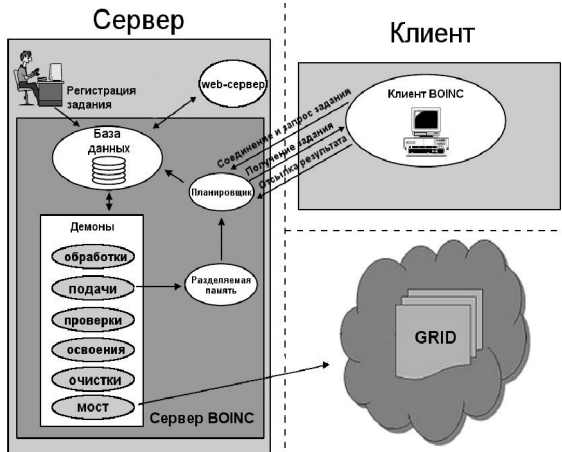 Сервер
Клиент
Регистрация
задания
web-сервер
База
данных
Клиент BOINC
Соединение и запрос задания
Получение задания
Отсылка результата
Планировщик
Демоны
обработки
подачи
проверки
освоения
очистки
мост
Разделяемая
память
Сервер BOINC
GRID